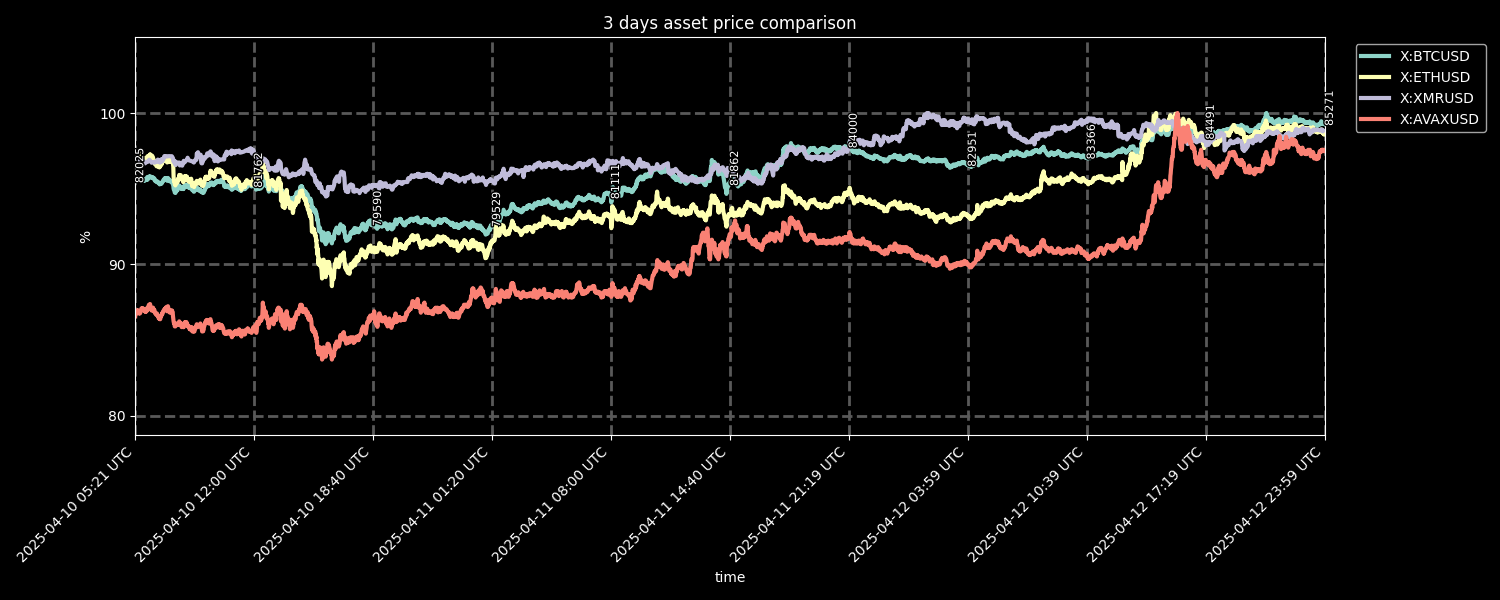 3 days asset price comparison
X:BTCUSD
X:ETHUSD
X:XMRUSD
X:AVAXUSD
100
90
80
%
82025
81762
79590
79529
81111
81862
84000
82951
83366
84491
85271
2025-04-10 05:21 UTC
2025-04-10 12:00 UTC
2025-04-10 18:40 UTC
2025-04-11 01:20 UTC
2025-04-11 08:00 UTC
2025-04-11 14:40 UTC
2025-04-11 21:19 UTC
2025-04-12 03:59 UTC
2025-04-12 10:39 UTC
2025-04-12 17:19 UTC
2025-04-12 23:59 UTC
time